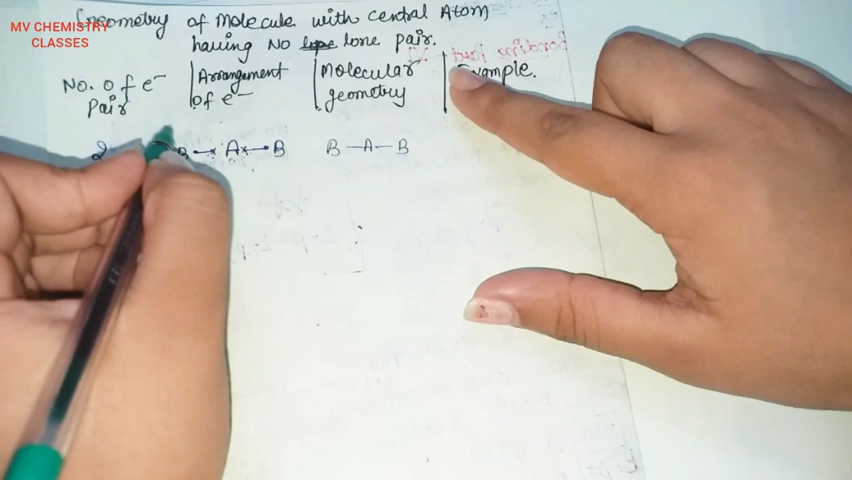 MV CHEMISTRY
CLASSES
Geometry of Molecule with central Atom
having No lone pair.
No. of e⁻ pair | Arrangement of e⁻ | Molecular geometry | Example.
2 B A B B—A—B